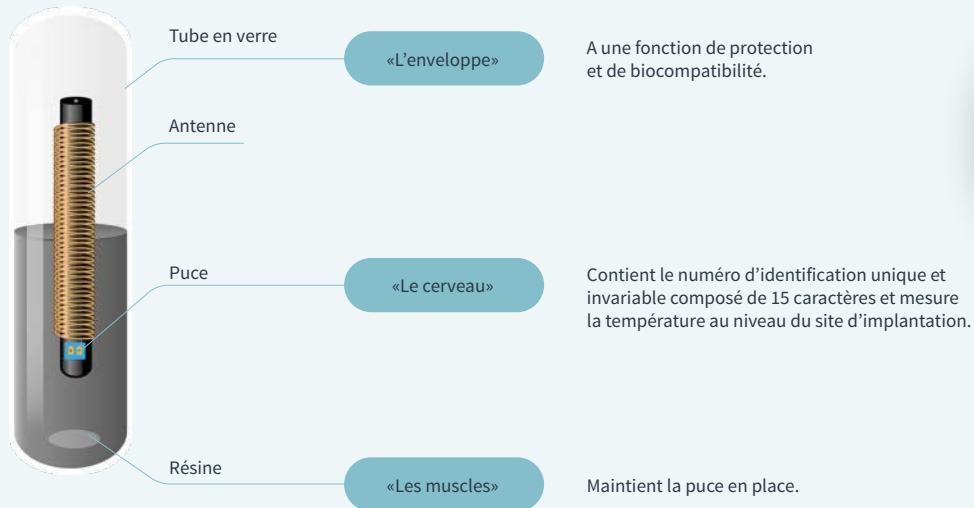 Tube en verre
«L’enveloppe»
A une fonction de protection
et de biocompatibilité.
Antenne
Puce
«Le cerveau»
Contient le numéro d’identification unique et
invariable composé de 15 caractères et mesure
la température au niveau du site d’implantation.
Résine
«Les muscles»
Maintient la puce en place.